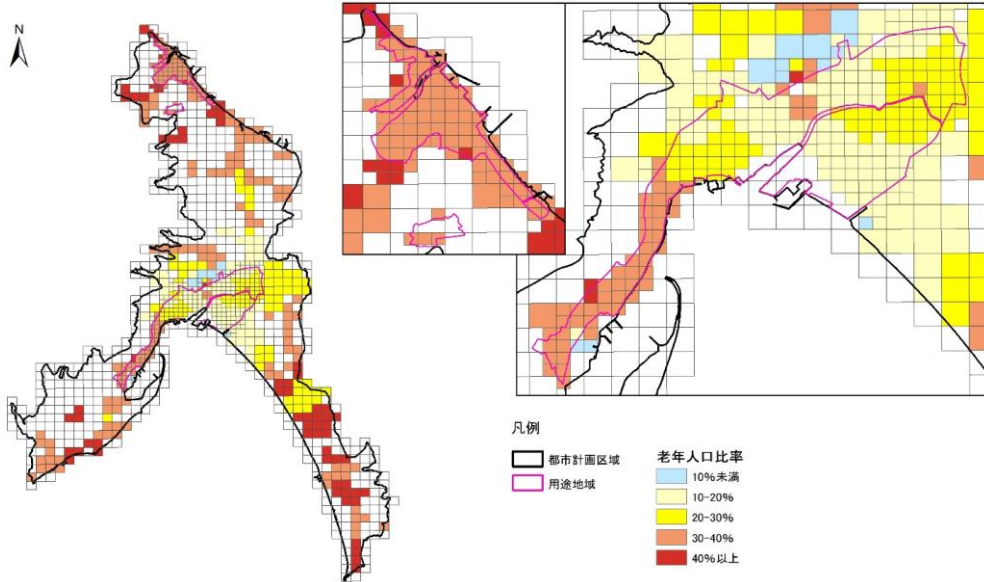 N
凡例
都市計画区域
用途地域
老年人口比率
10%未満
10-20%
20-30%
30-40%
40%以上